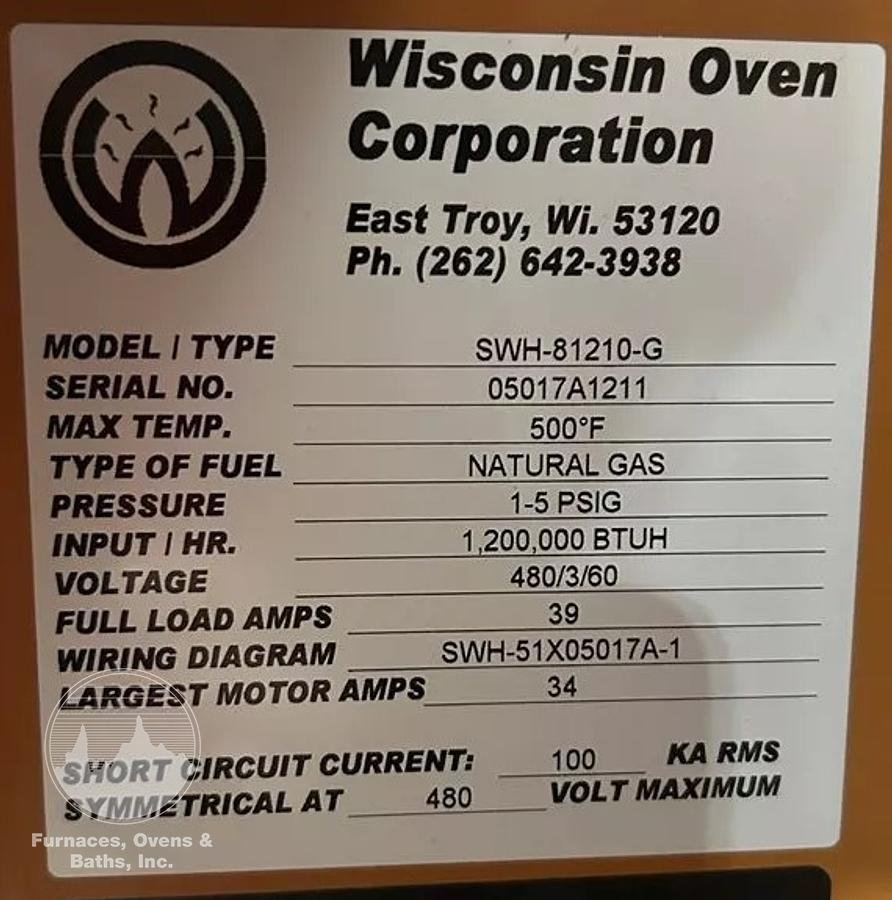 Wisconsin Oven
Corporation
East Troy, Wi. 53120
Ph. (262) 642-3938
MODEL / TYPE SWH-81210-G
SERIAL NO. 05017A1211
MAX TEMP. 500°F
TYPE OF FUEL NATURAL GAS
PRESSURE 1-5 PSIG
INPUT / HR. 1,200,000 BTUH
VOLTAGE 480/3/60
FULL LOAD AMPS 39
WIRING DIAGRAM SWH-51X05017A-1
LARGEST MOTOR AMPS 34
SHORT CIRCUIT CURRENT: 100 KA RMS
SYMMETRICAL AT 480 VOLT MAXIMUM
Furnaces, Ovens &
Baths, Inc.